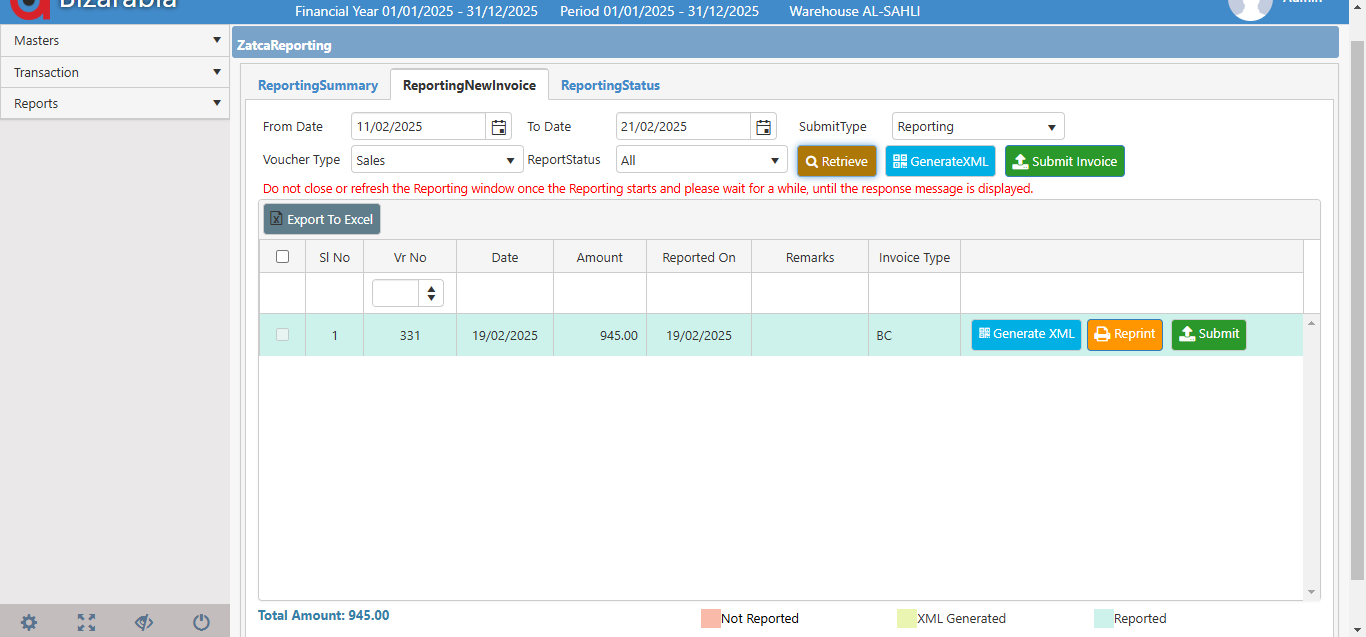 Bizarabia
Financial Year 01/01/2025 - 31/12/2025 Period 01/01/2025 - 31/12/2025 Warehouse AL-SAHLI Admin
Masters
Transaction
Reports
ZatcaReporting
ReportingSummary ReportingNewInvoice ReportingStatus
From Date 11/02/2025 To Date 21/02/2025 SubmitType Reporting
Voucher Type Sales ReportStatus All Retrieve GenerateXML Submit Invoice
Do not close or refresh the Reporting window once the Reporting starts and please wait for a while, until the response message is displayed.
Export To Excel
Sl No Vr No Date Amount Reported On Remarks Invoice Type
1 331 19/02/2025 945.00 19/02/2025 BC Generate XML Reprint Submit
Total Amount: 945.00 Not Reported XML Generated Reported